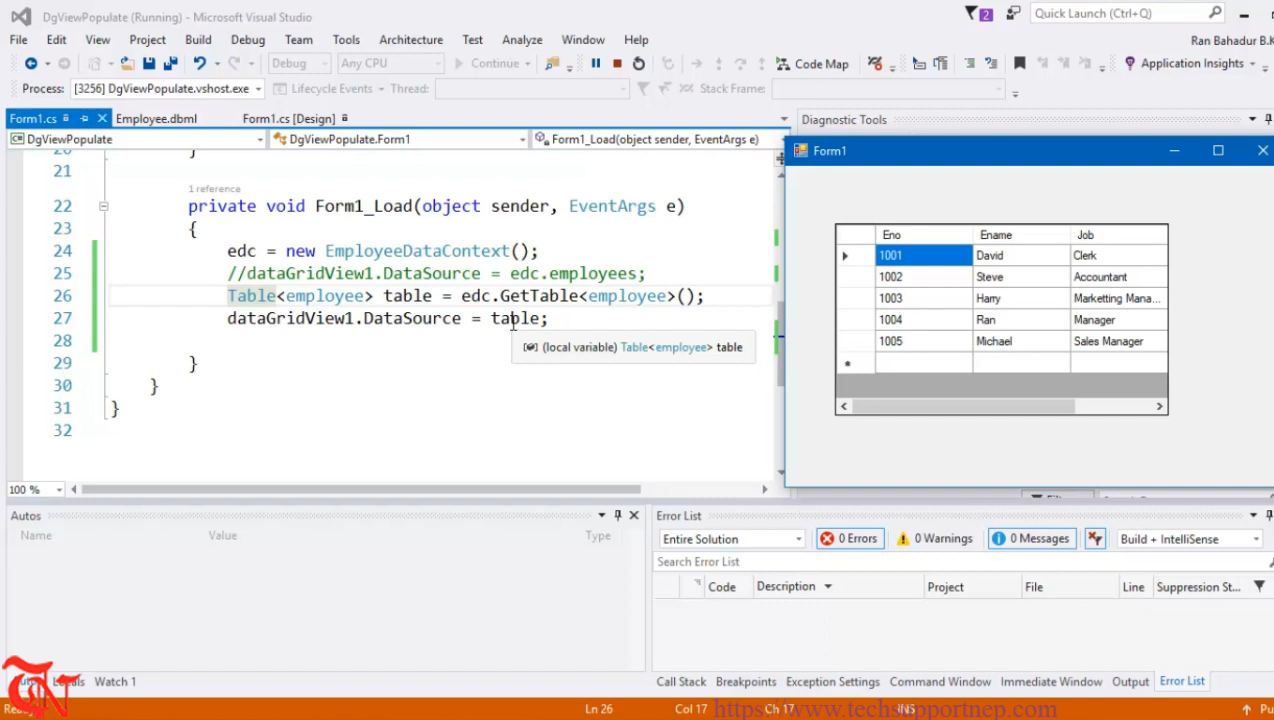 DgViewPopulate (Running) - Microsoft Visual Studio
2
Quick Launch (Ctrl+Q)
File Edit View Project Build Debug Team Tools Architecture Test Analyze Window Help
Ran Bahadur B.K
Debug Any CPU Continue Code Map Application Insights
Process: [3256] DgViewPopulate.vshost.exe Lifecycle Events Thread: Stack Frame:
Form1.cs Employee.dbml Form1.cs [Design]
DgViewPopulate DgViewPopulate.Form1 Form1_Load(object sender, EventArgs e)
20 }
21
1 reference
22 private void Form1_Load(object sender, EventArgs e)
23 {
24 edc = new EmployeeDataContext();
25 //dataGridView1.DataSource = edc.employees;
26 Table<employee> table = edc.GetTable<employee>();
27 dataGridView1.DataSource = table;
(local variable) Table<employee> table
28
29 }
30 }
31 }
32
100 %
Diagnostic Tools
Form1
Eno Ename Job
1001 David Clerk
1002 Steve Accountant
1003 Harry Marketting Mana...
1004 Ran Manager
1005 Michael Sales Manager
*
Autos
Name Value Type
Error List
Entire Solution 0 Errors 0 Warnings 0 Messages Build + IntelliSense
Search Error List
Code Description Project File Line Suppression St...
Locals Watch 1
Call Stack Breakpoints Exception Settings Command Window Immediate Window Output Error List
Ln 26 Col 17 Ch 17 INS
https://www.techsupportnep.com
TN